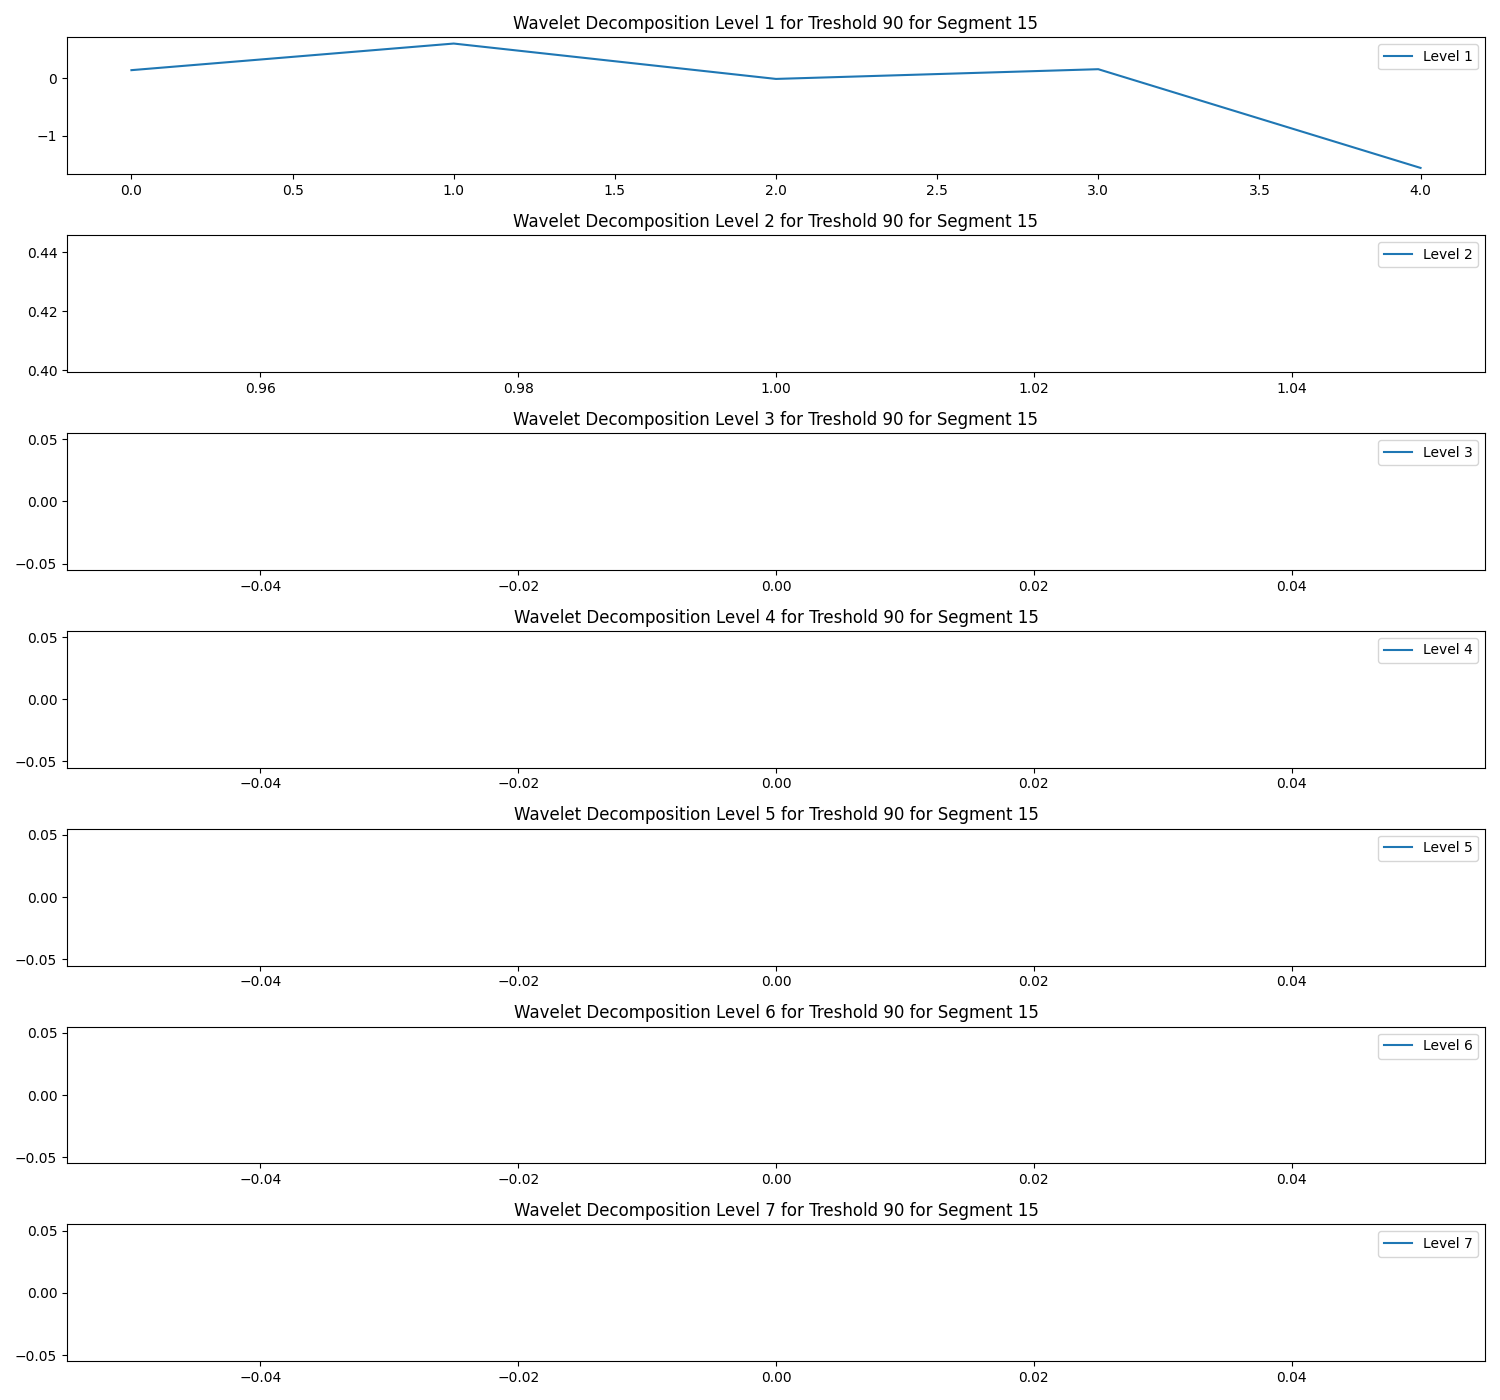 Wavelet Decomposition Level 1 for Treshold 90 for Segment 15
Level 1
0
−1
0.0 0.5 1.0 1.5 2.0 2.5 3.0 3.5 4.0
Wavelet Decomposition Level 2 for Treshold 90 for Segment 15
Level 2
0.44
0.42
0.40
0.96 0.98 1.00 1.02 1.04
Wavelet Decomposition Level 3 for Treshold 90 for Segment 15
Level 3
0.05
0.00
−0.05
−0.04 −0.02 0.00 0.02 0.04
Wavelet Decomposition Level 4 for Treshold 90 for Segment 15
Level 4
0.05
0.00
−0.05
−0.04 −0.02 0.00 0.02 0.04
Wavelet Decomposition Level 5 for Treshold 90 for Segment 15
Level 5
0.05
0.00
−0.05
−0.04 −0.02 0.00 0.02 0.04
Wavelet Decomposition Level 6 for Treshold 90 for Segment 15
Level 6
0.05
0.00
−0.05
−0.04 −0.02 0.00 0.02 0.04
Wavelet Decomposition Level 7 for Treshold 90 for Segment 15
Level 7
0.05
0.00
−0.05
−0.04 −0.02 0.00 0.02 0.04